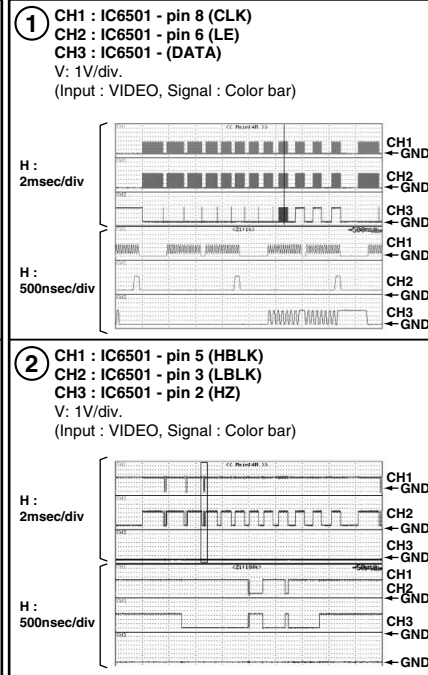 1
CH1 : IC6501 - pin 8 (CLK)
CH2 : IC6501 - pin 6 (LE)
CH3 : IC6501 - (DATA)
V: 1V/div.
(Input : VIDEO, Signal : Color bar)
H :
2msec/div
<< Main:4M >>
CH1
GND
CH2
GND
CH3
GND
H :
500nsec/div
CH1
GND
CH2
GND
CH3
GND
2
CH1 : IC6501 - pin 5 (HBLK)
CH2 : IC6501 - pin 3 (LBLK)
CH3 : IC6501 - pin 2 (HZ)
V: 1V/div.
(Input : VIDEO, Signal : Color bar)
H :
2msec/div
<< Main:4M >>
CH1
GND
CH2
GND
CH3
GND
H :
500nsec/div
CH1
CH2
GND
CH3
GND
GND